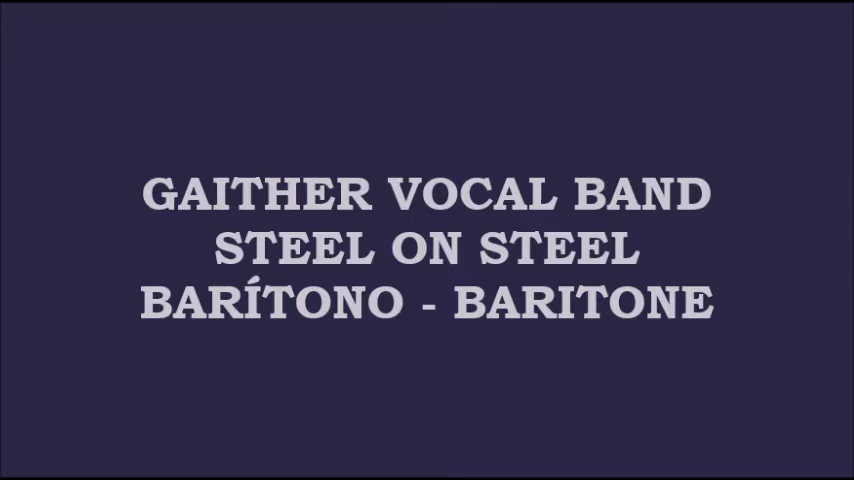 GAITHER VOCAL BAND
STEEL ON STEEL
BARÍTONO - BARITONE